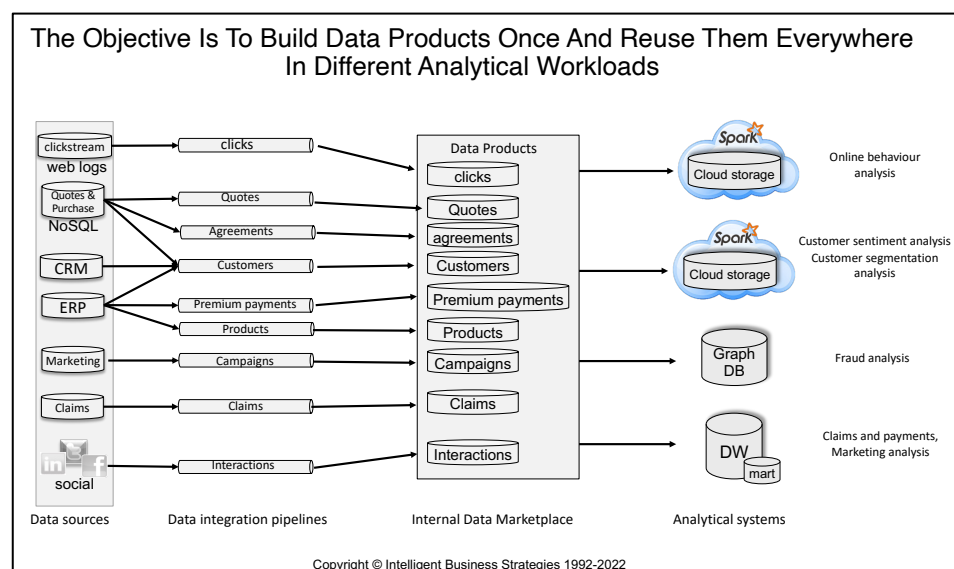 The Objective Is To Build Data Products Once And Reuse Them Everywhere
In Different Analytical Workloads
clickstream
web logs
Quotes &
Purchase
NoSQL
CRM
ERP
Marketing
Claims
in
f
social
Data sources
clicks
Quotes
Agreements
Customers
Premium payments
Products
Campaigns
Claims
Interactions
Data integration pipelines
Data Products
clicks
Quotes
agreements
Customers
Premium payments
Products
Campaigns
Claims
Interactions
Internal Data Marketplace
Spark
Cloud storage
Spark
Cloud storage
Graph
DB
DW
mart
Analytical systems
Online behaviour
analysis
Customer sentiment analysis
Customer segmentation
analysis
Fraud analysis
Claims and payments,
Marketing analysis
Copyright © Intelligent Business Strategies 1992-2022